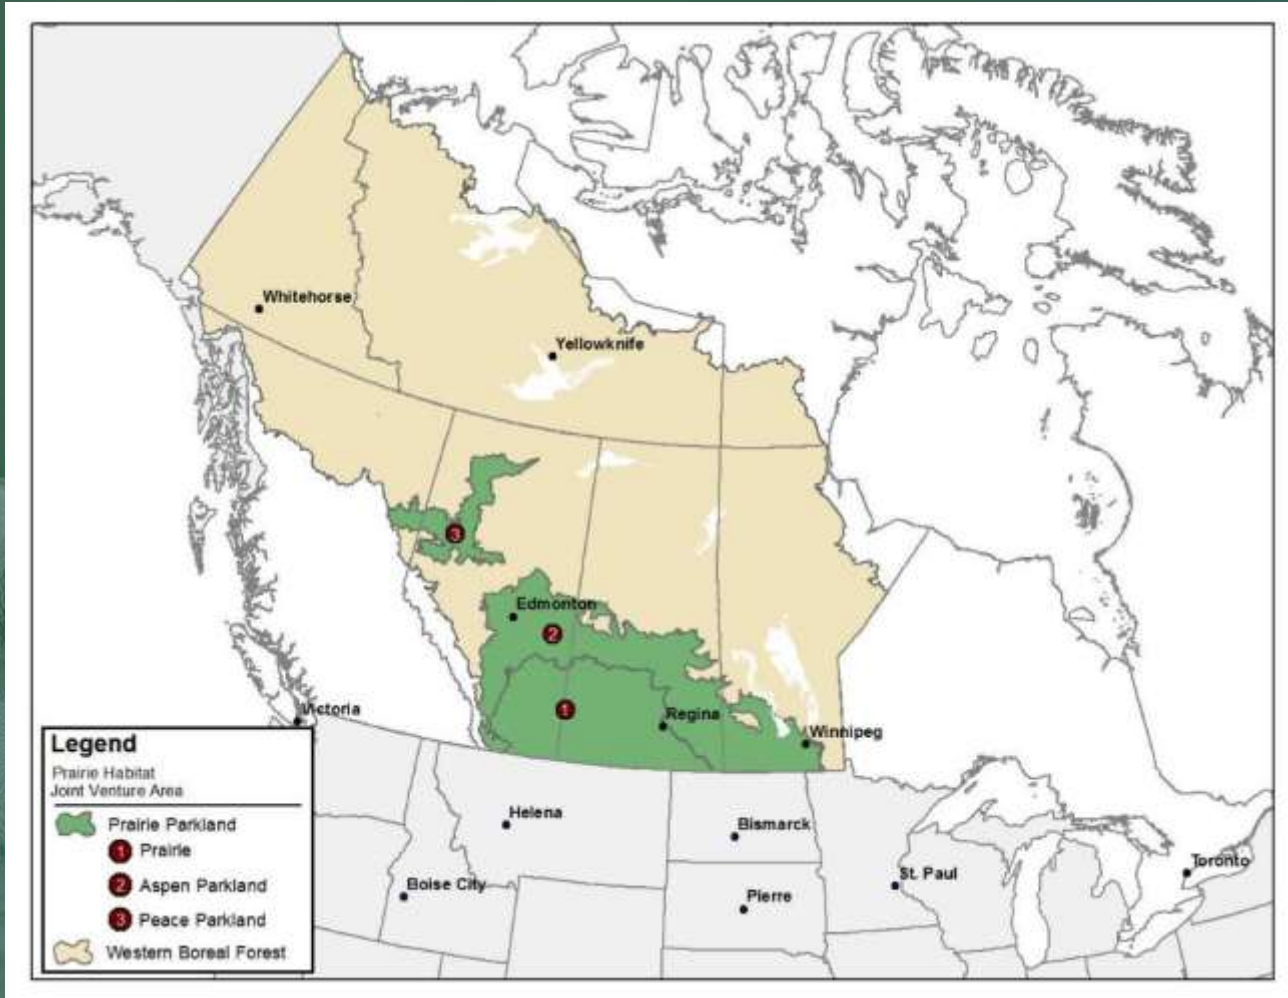 Whitehorse
Yellowknife
3
Edmonton
2
1
Regina
Victoria
Winnipeg
Legend
Prairie Habitat
Joint Venture Area
Prairie Parkland
1 Prairie
2 Aspen Parkland
3 Peace Parkland
Western Boreal Forest
Helena
Bismarck
Boise City
Pierre
St. Paul
Toronto